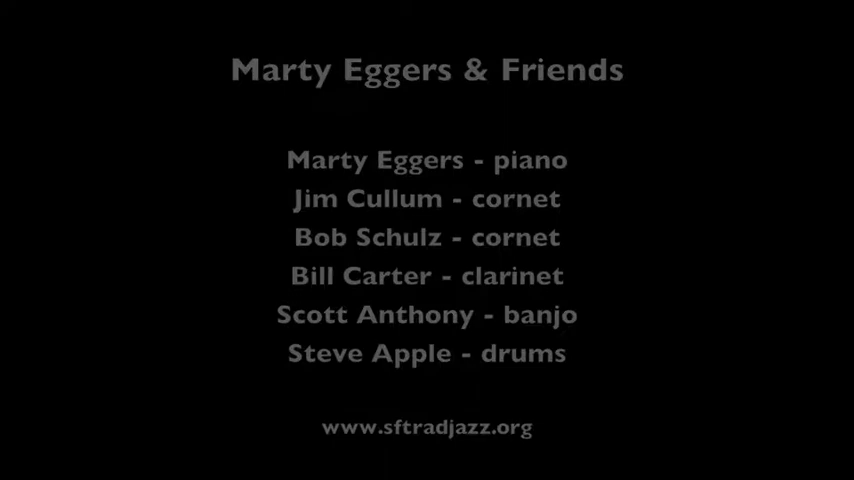 Marty Eggers & Friends
Marty Eggers - piano
Jim Cullum - cornet
Bob Schulz - cornet
Bill Carter - clarinet
Scott Anthony - banjo
Steve Apple - drums
www.sftradjazz.org